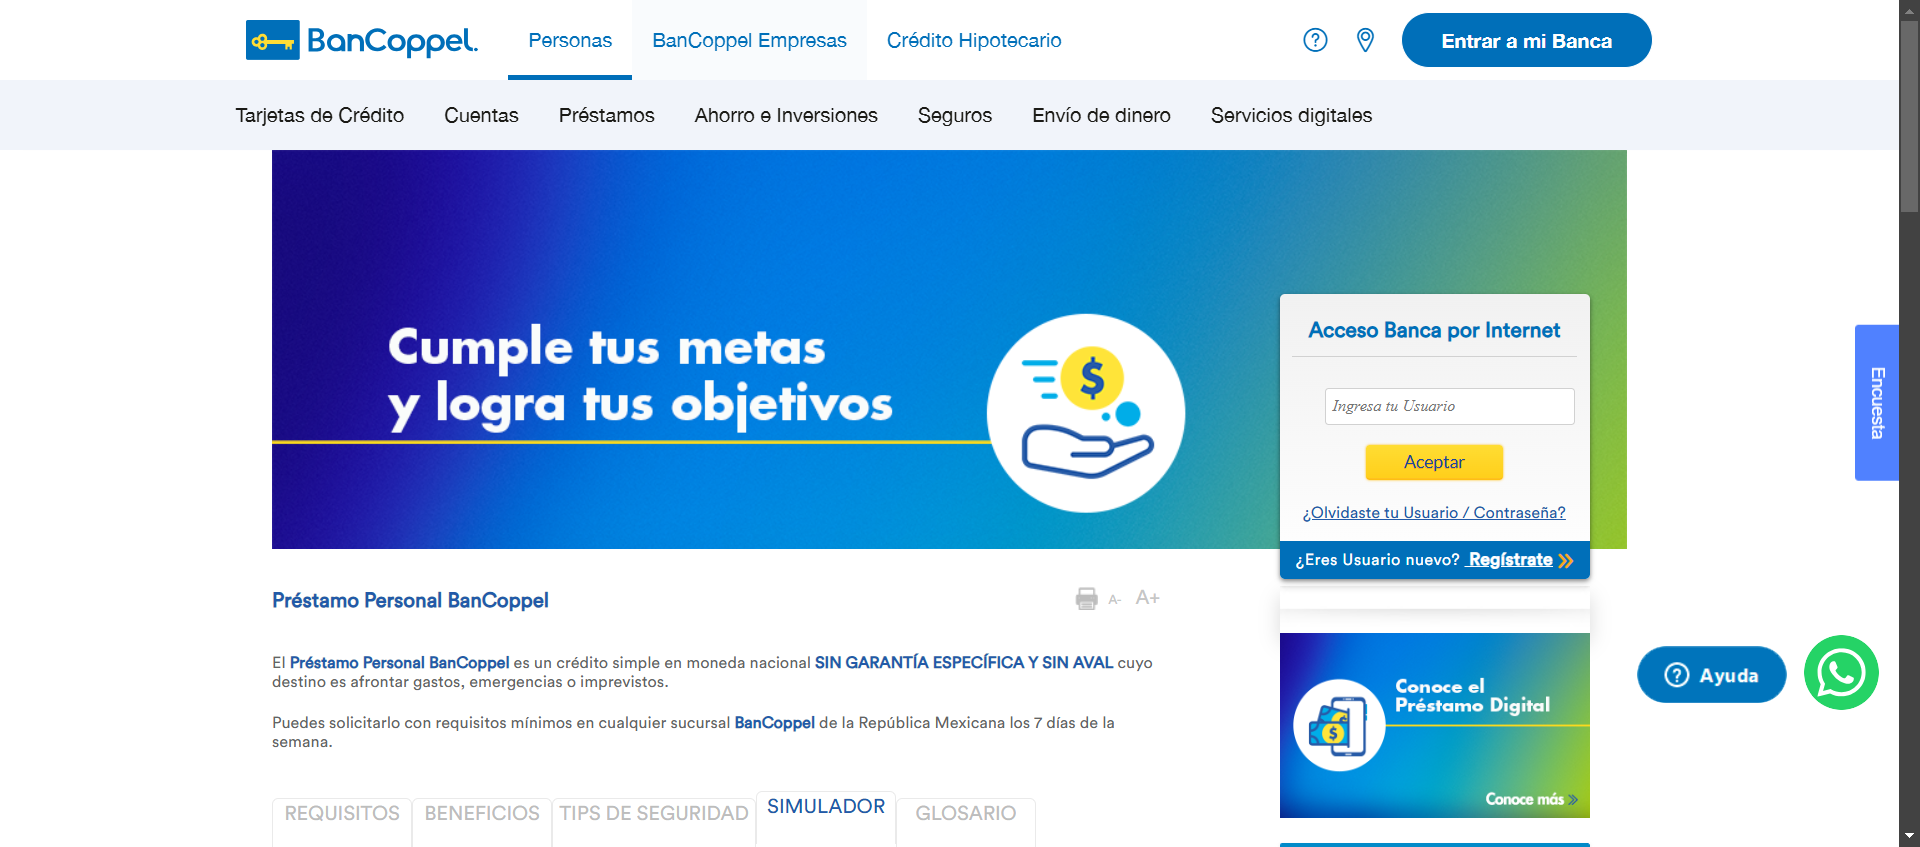 BanCoppel.
Personas
BanCoppel Empresas
Crédito Hipotecario
Entrar a mi Banca
Tarjetas de Crédito
Cuentas
Préstamos
Ahorro e Inversiones
Seguros
Envío de dinero
Servicios digitales
Cumple tus metas
y logra tus objetivos
$
Acceso Banca por Internet
Ingresa tu Usuario
Aceptar
¿Olvidaste tu Usuario / Contraseña?
¿Eres Usuario nuevo? Regístrate
Encuesta
Préstamo Personal BanCoppel
A-
A+
El Préstamo Personal BanCoppel es un crédito simple en moneda nacional SIN GARANTÍA ESPECÍFICA Y SIN AVAL cuyo
destino es afrontar gastos, emergencias o imprevistos.
Puedes solicitarlo con requisitos mínimos en cualquier sucursal BanCoppel de la República Mexicana los 7 días de la
semana.
Conoce el
Préstamo Digital
$
Conoce más
? Ayuda
REQUISITOS
BENEFICIOS
TIPS DE SEGURIDAD
SIMULADOR
GLOSARIO